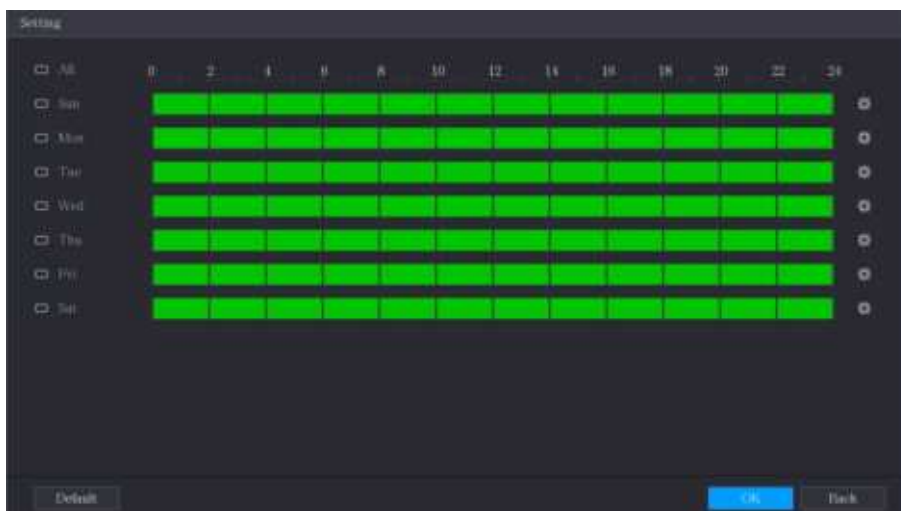 Setting
All 0 2 4 6 8 10 12 14 16 18 20 22 24
Sun
Mon
Tue
Wed
Thu
Fri
Sat
Default OK Back